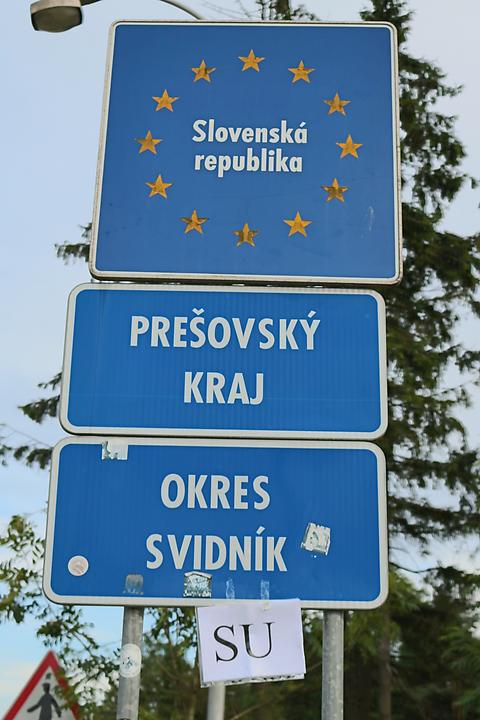 Slovenská
republika
PREŠOVSKÝ
KRAJ
OKRES
SVIDNÍK
SU